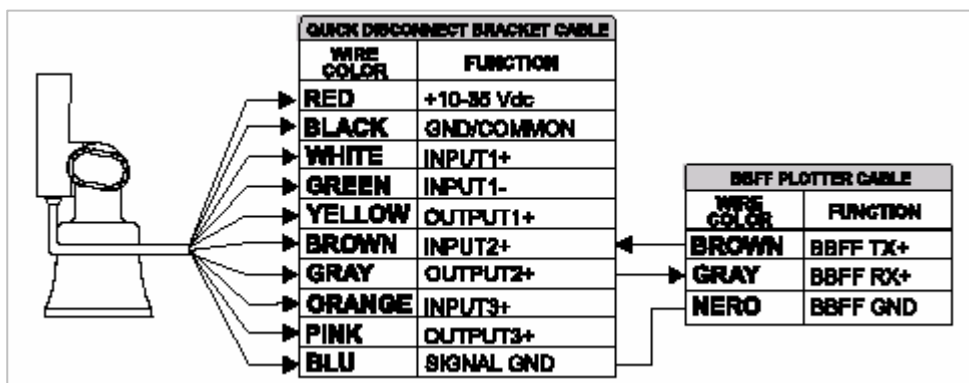 QUICK DISCONNECT BRACKET CABLE
WIRE COLOR FUNCTION
RED +10-35 Vdc
BLACK GND/COMMON
WHITE INPUT1+
GREEN INPUT1-
YELLOW OUTPUT1+
BROWN INPUT2+
GRAY OUTPUT2+
ORANGE INPUT3+
PINK OUTPUT3+
BLU SIGNAL GND
BBFF PLOTTER CABLE
WIRE COLOR FUNCTION
BROWN BBFF TX+
GRAY BBFF RX+
NERO BBFF GND